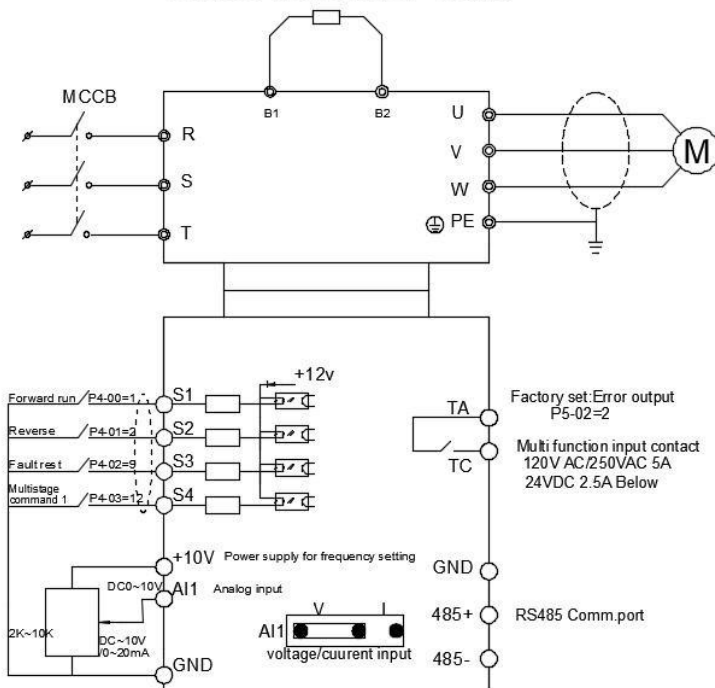 MCCB
B1
B2
R
S
T
U
V
W
PE
M
+12v
Forward run
P4-00=1
S1
Reverse
P4-01=2
S2
Fault rest
P4-02=9
S3
Multistage
command 1
P4-03=12
S4
TA
TC
Factory set:Error output
P5-02=2
Multi function input contact
120V AC/250VAC 5A
24VDC 2.5A Below
+10V
Power supply for frequency setting
DC0~10V
AI1
Analog input
2K~10K
DC~10V
/0~20mA
GND
V
I
AI1
voltage/cuurent input
GND
485+
RS485 Comm.port
485-